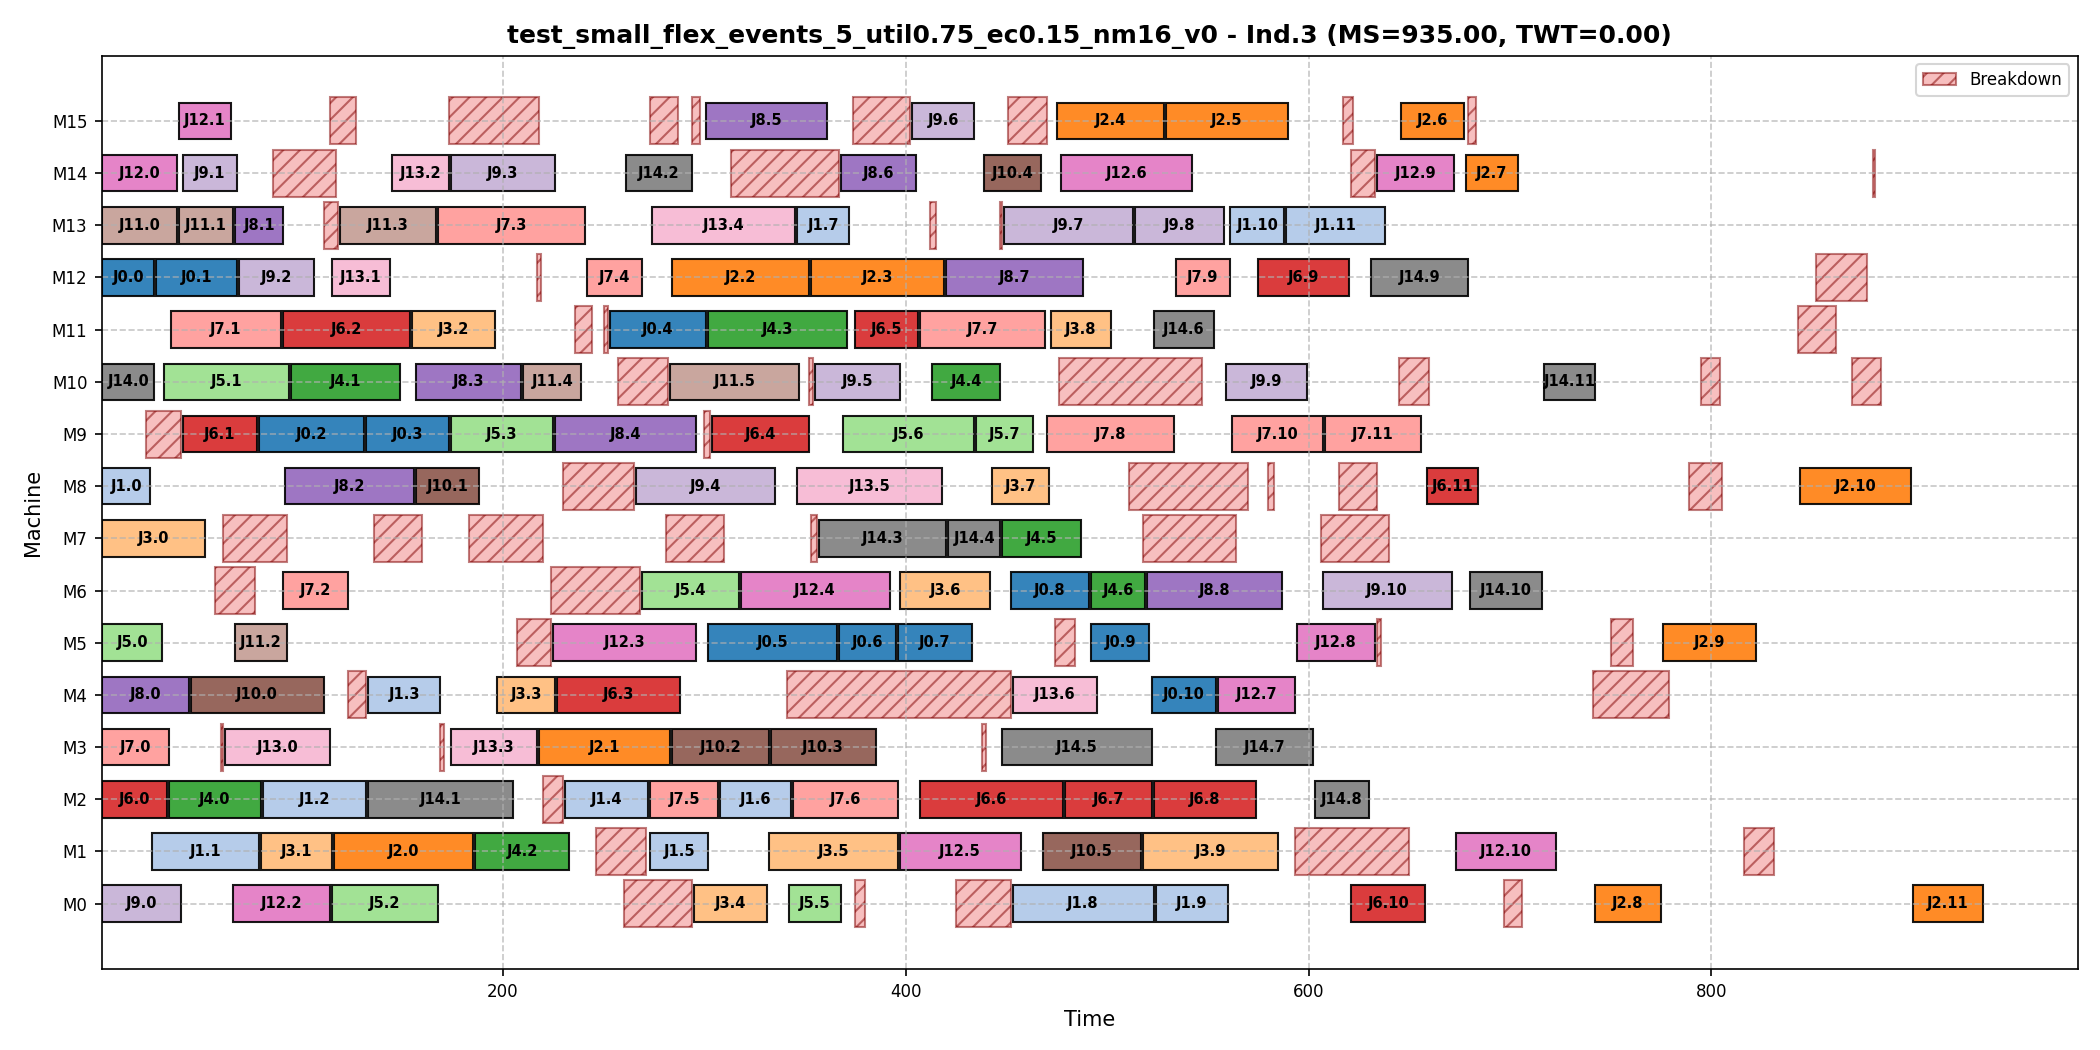 test_small_flex_events_5_util0.75_ec0.15_nm16_v0 - Ind.3 (MS=935.00, TWT=0.00)
Breakdown
M15 J12.1 J8.5 J9.6 J2.4 J2.5 J2.6
M14 J12.0 J9.1 J13.2 J9.3 J14.2 J8.6 J10.4 J12.6 J12.9 J2.7
M13 J11.0 J11.1 J8.1 J11.3 J7.3 J13.4 J1.7 J9.7 J9.8 J1.10 J1.11
M12 J0.0 J0.1 J9.2 J13.1 J7.4 J2.2 J2.3 J8.7 J7.9 J6.9 J14.9
M11 J7.1 J6.2 J3.2 J0.4 J4.3 J6.5 J7.7 J3.8 J14.6
M10 J14.0 J5.1 J4.1 J8.3 J11.4 J11.5 J9.5 J4.4 J9.9 J14.11
M9 J6.1 J0.2 J0.3 J5.3 J8.4 J6.4 J5.6 J5.7 J7.8 J7.10 J7.11
M8 J1.0 J8.2 J10.1 J9.4 J13.5 J3.7 J6.11 J2.10
M7 J3.0 J14.3 J14.4 J4.5
M6 J7.2 J5.4 J12.4 J3.6 J0.8 J4.6 J8.8 J9.10 J14.10
M5 J5.0 J11.2 J12.3 J0.5 J0.6 J0.7 J0.9 J12.8 J2.9
M4 J8.0 J10.0 J1.3 J3.3 J6.3 J13.6 J0.10 J12.7
M3 J7.0 J13.0 J13.3 J2.1 J10.2 J10.3 J14.5 J14.7
M2 J6.0 J4.0 J1.2 J14.1 J1.4 J7.5 J1.6 J7.6 J6.6 J6.7 J6.8 J14.8
M1 J1.1 J3.1 J2.0 J4.2 J1.5 J3.5 J12.5 J10.5 J3.9 J12.10
M0 J9.0 J12.2 J5.2 J3.4 J5.5 J1.8 J1.9 J6.10 J2.8 J2.11
Machine
200 400 600 800
Time